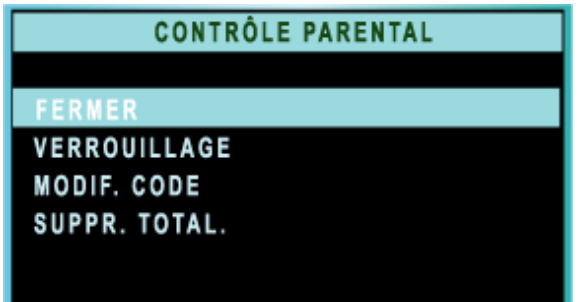 CONTRÔLE PARENTAL
FERMER
VERROUILLAGE
MODIF. CODE
SUPPR. TOTAL.